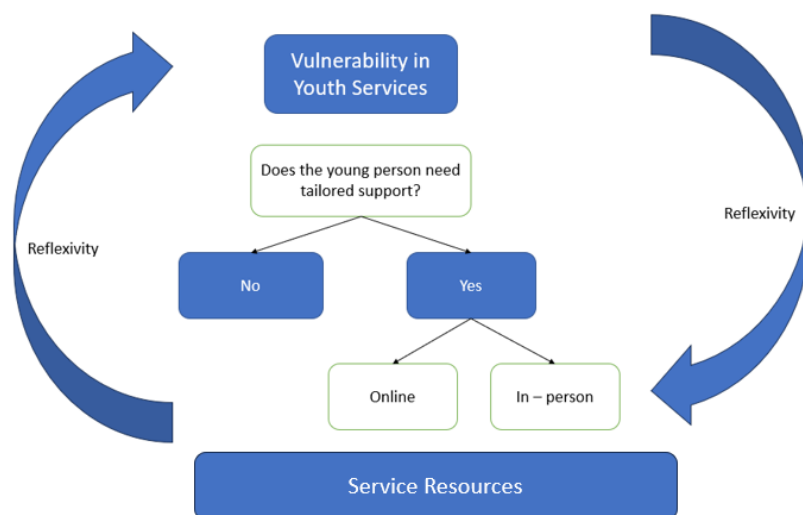 Vulnerability in
Youth Services
Does the young person need
tailored support?
Reflexivity
Reflexivity
No
Yes
Online
In – person
Service Resources